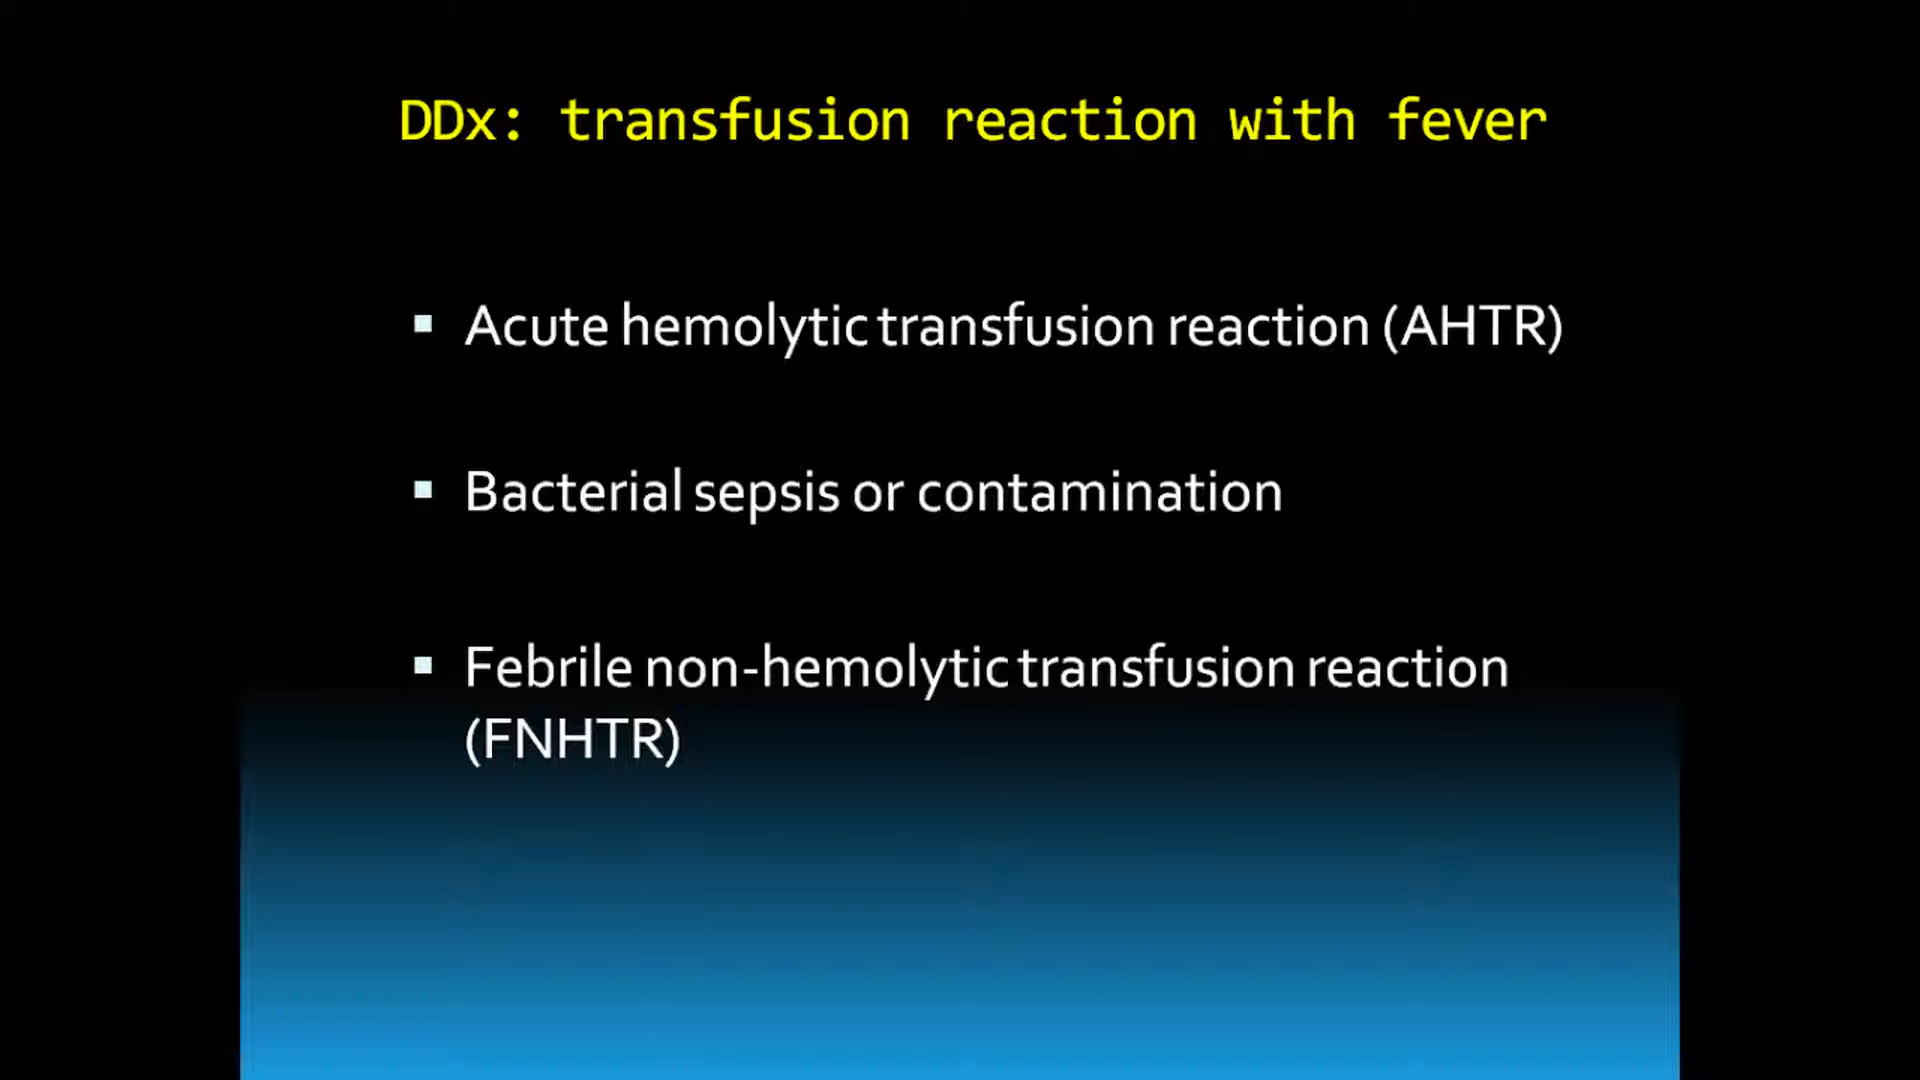 DDx: transfusion reaction with fever
▪ Acute hemolytic transfusion reaction (AHTR)
▪ Bacterial sepsis or contamination
▪ Febrile non-hemolytic transfusion reaction
(FNHTR)